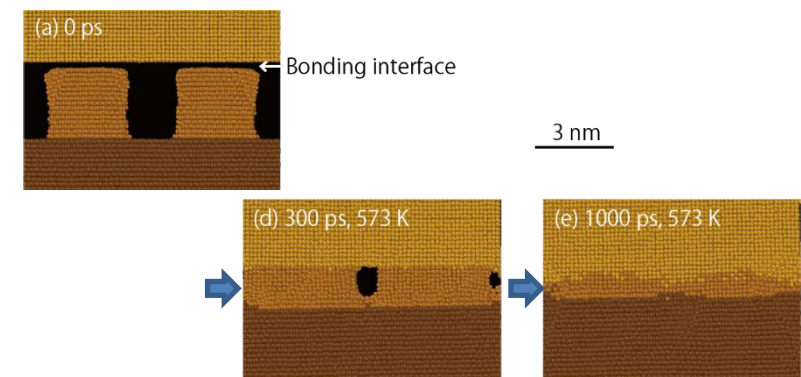 (a) 0 ps
Bonding interface
3 nm
(d) 300 ps, 573 K
(e) 1000 ps, 573 K